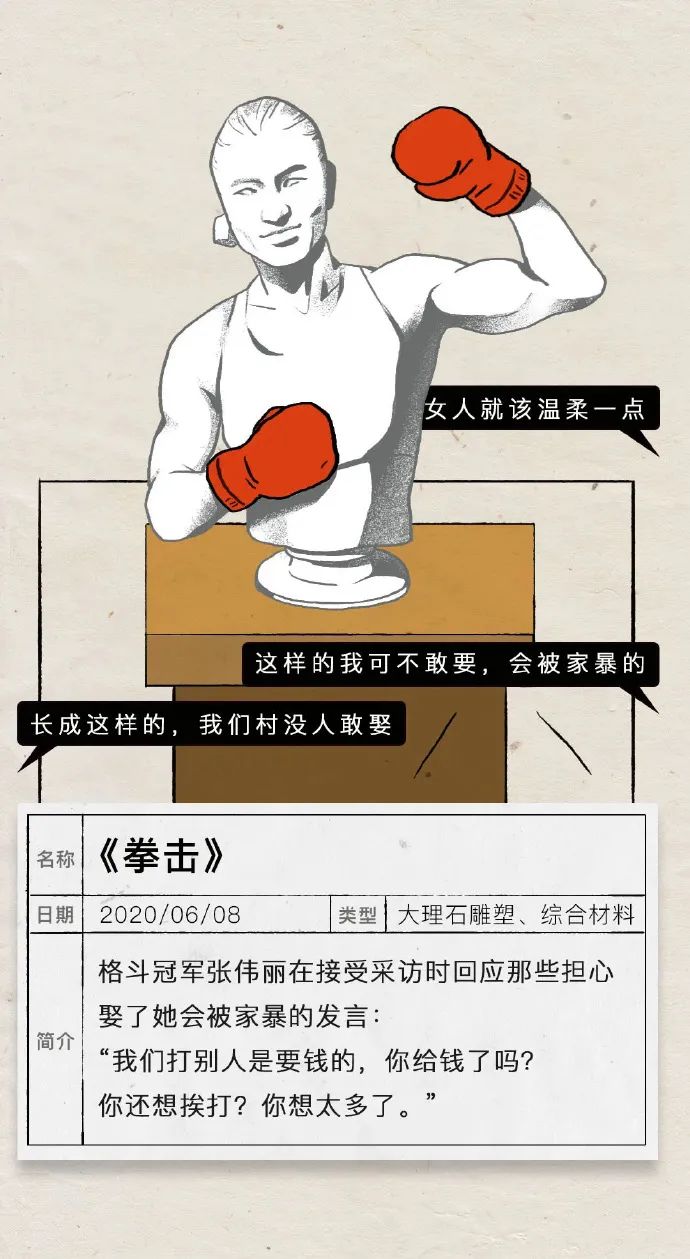 女人就该温柔一点
这样的我可不敢要，会被家暴的
长成这样的，我们村没人敢娶
名称 《拳击》
日期 2020/06/08 类型 大理石雕塑、综合材料
简介
格斗冠军张伟丽在接受采访时回应那些担心
娶了她会被家暴的发言：
“我们打别人是要钱的，你给钱了吗？
你还想挨打？你想太多了。”